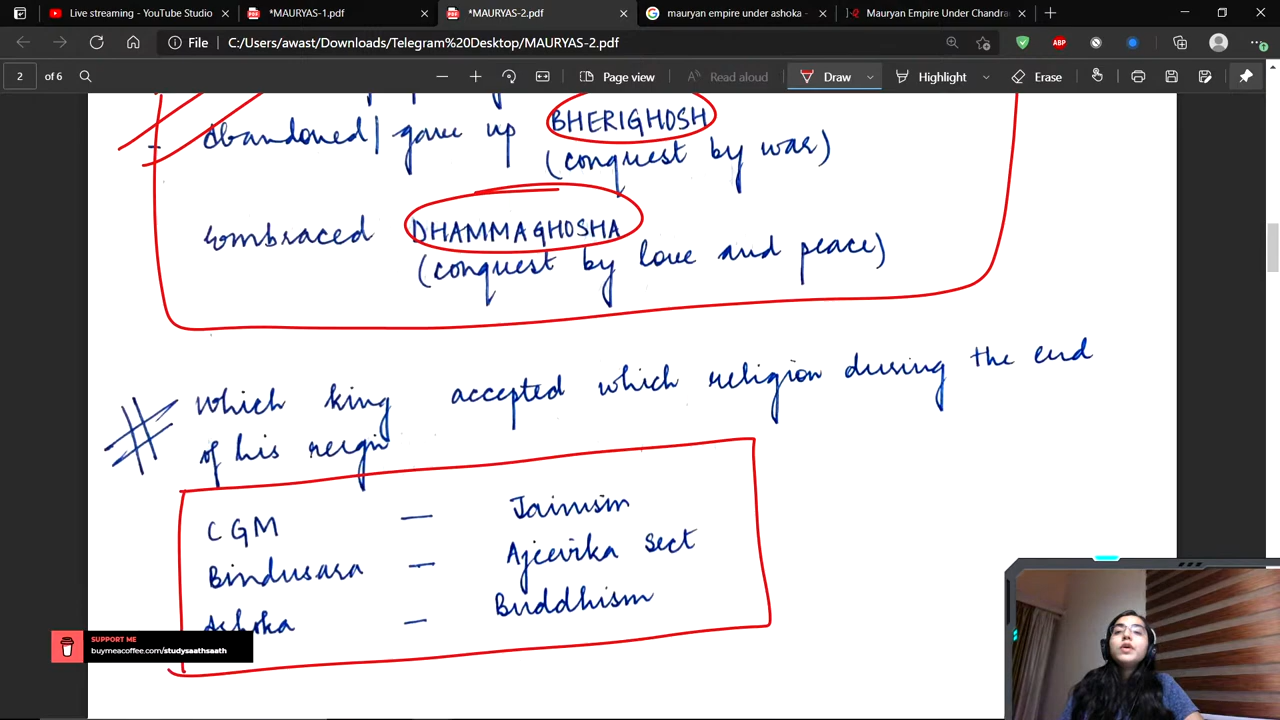 Live streaming - YouTube Studio
*MAURYAS-1.pdf
*MAURYAS-2.pdf
mauryan empire under ashoka -
Mauryan Empire Under Chandra
File
C:/Users/awast/Downloads/Telegram%20Desktop/MAURYAS-2.pdf
2 of 6
Page view
Read aloud
Draw
Highlight
Erase
abandoned/gave up BHERIGHOSH
(conquest by war)
embraced DHAMMAGHOSHA
(conquest by love and peace)
# which king accepted which religion during the end
of his reign
CGM — Jainism
Bindusara — Ajeevika Sect
Ashoka — Buddhism
SUPPORT ME
buymeacoffee.com/studysaathsaath